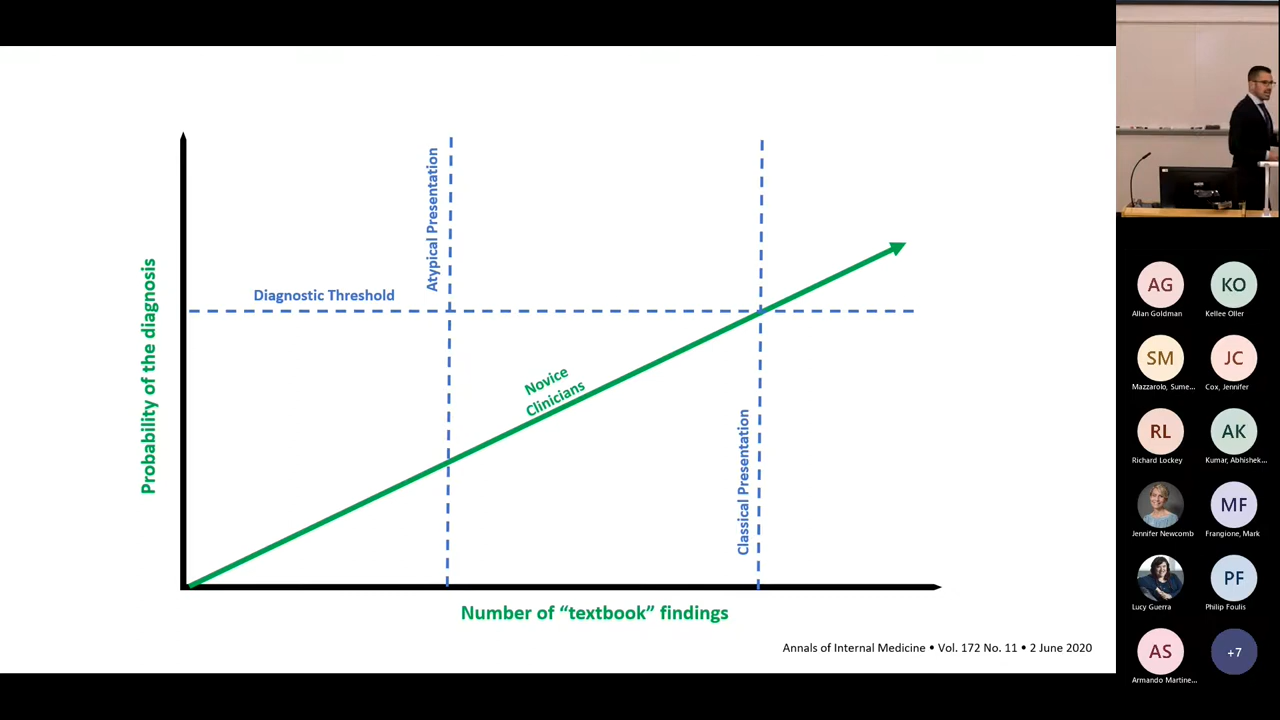 Atypical Presentation
Diagnostic Threshold
Probability of the diagnosis
Novice
Clinicians
Classical Presentation
Number of “textbook” findings
Annals of Internal Medicine • Vol. 172 No. 11 • 2 June 2020
AG
KO
Allan Goldman
Kellee Oller
SM
JC
Mazzarolo, Sume...
Cox, Jennifer
RL
AK
Richard Lockey
Kumar, Abhishek...
MF
Jennifer Newcomb
Frangione, Mark
PF
Lucy Guerra
Philip Foulis
AS
+7
Armando Martine...